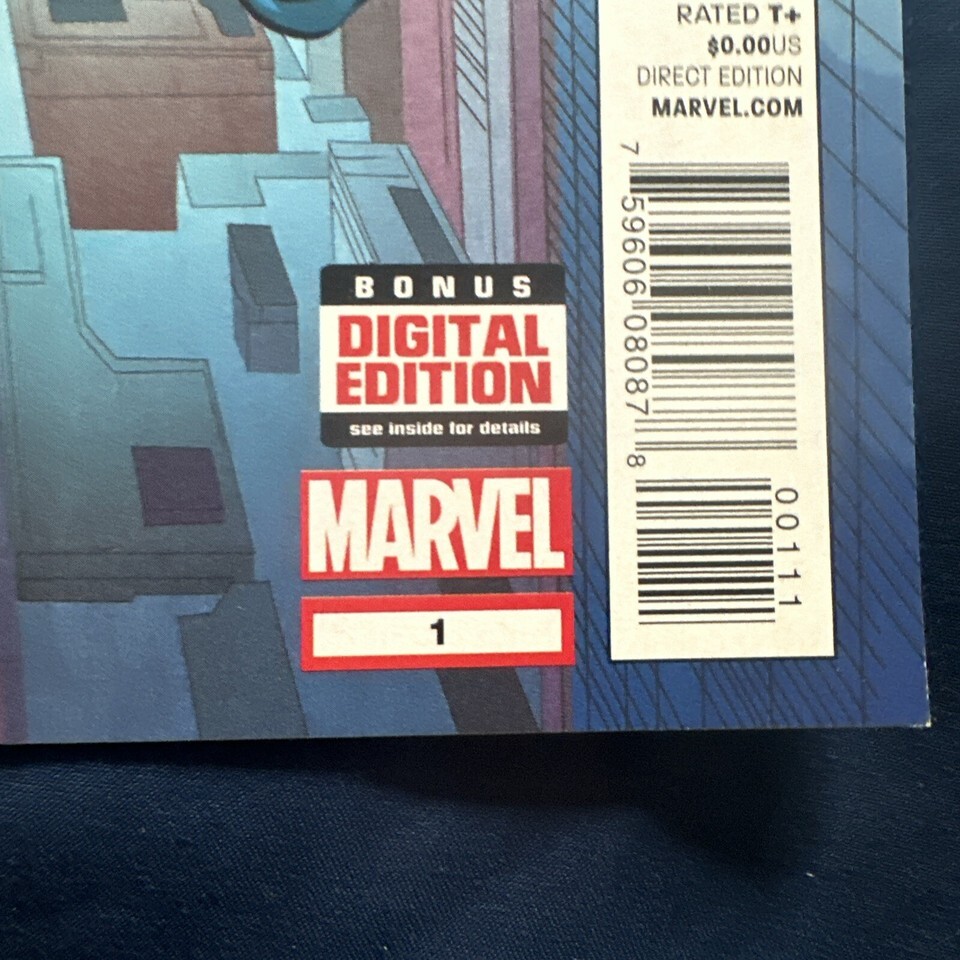 RATED T+
$0.00US
DIRECT EDITION
MARVEL.COM
7 59606 08087 8
00111
BONUS
DIGITAL
EDITION
see inside for details
MARVEL
1